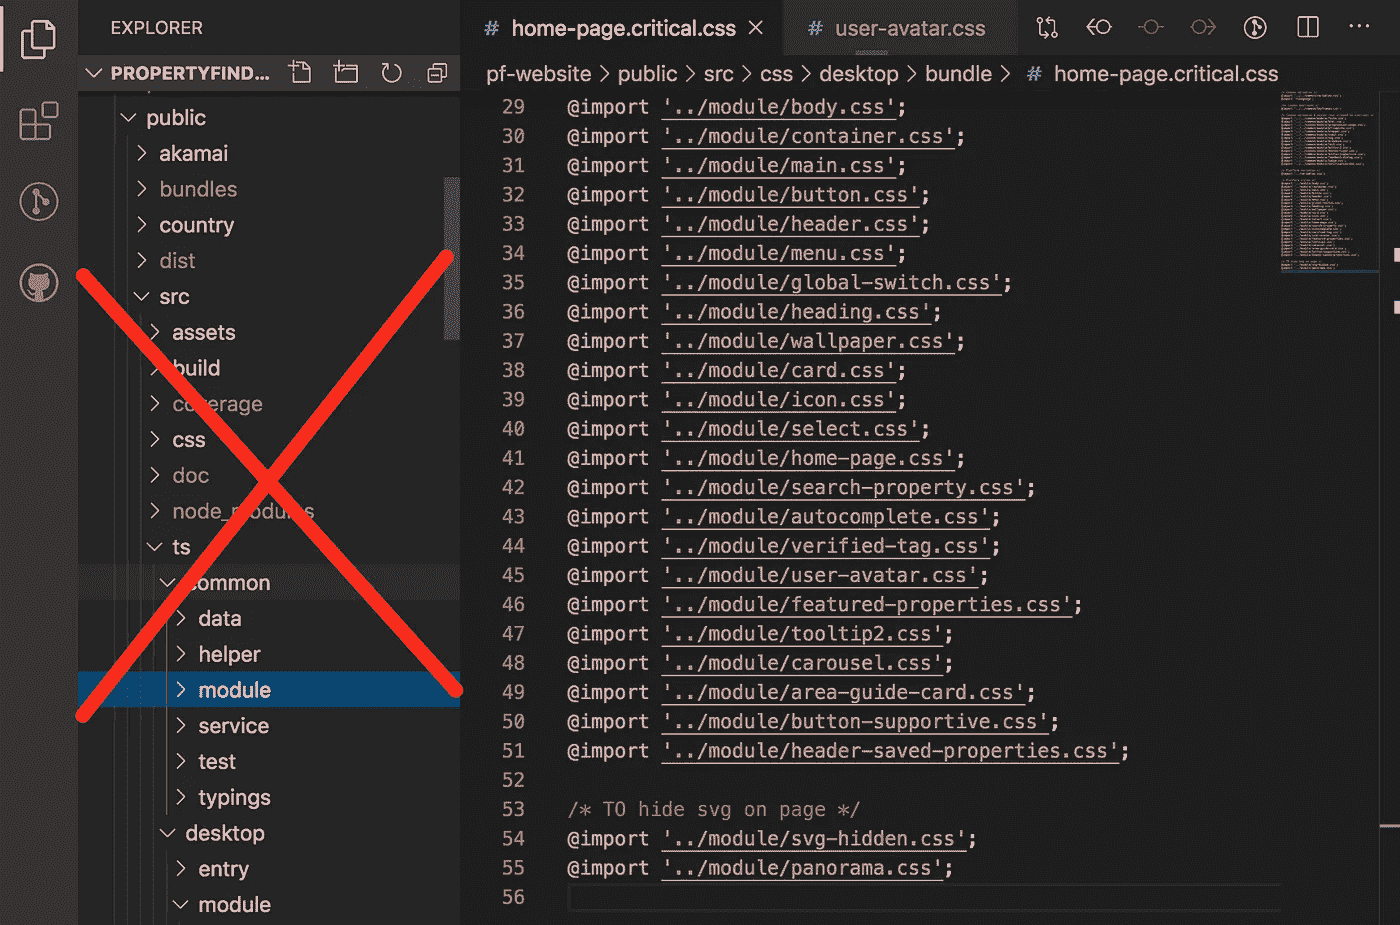 EXPLORER
PROPERTYFIND...
public
akamai
bundles
country
dist
src
assets
build
coverage
css
doc
node_modules
ts
common
data
helper
module
service
test
typings
desktop
entry
module
# home-page.critical.css
# user-avatar.css
pf-website > public > src > css > desktop > bundle > # home-page.critical.css
29 @import '../module/body.css';
30 @import '../module/container.css';
31 @import '../module/main.css';
32 @import '../module/button.css';
33 @import '../module/header.css';
34 @import '../module/menu.css';
35 @import '../module/global-switch.css';
36 @import '../module/heading.css';
37 @import '../module/wallpaper.css';
38 @import '../module/card.css';
39 @import '../module/icon.css';
40 @import '../module/select.css';
41 @import '../module/home-page.css';
42 @import '../module/search-property.css';
43 @import '../module/autocomplete.css';
44 @import '../module/verified-tag.css';
45 @import '../module/user-avatar.css';
46 @import '../module/featured-properties.css';
47 @import '../module/tooltip2.css';
48 @import '../module/carousel.css';
49 @import '../module/area-guide-card.css';
50 @import '../module/button-supportive.css';
51 @import '../module/header-saved-properties.css';
52
53 /* TO hide svg on page */
54 @import '../module/svg-hidden.css';
55 @import '../module/panorama.css';
56